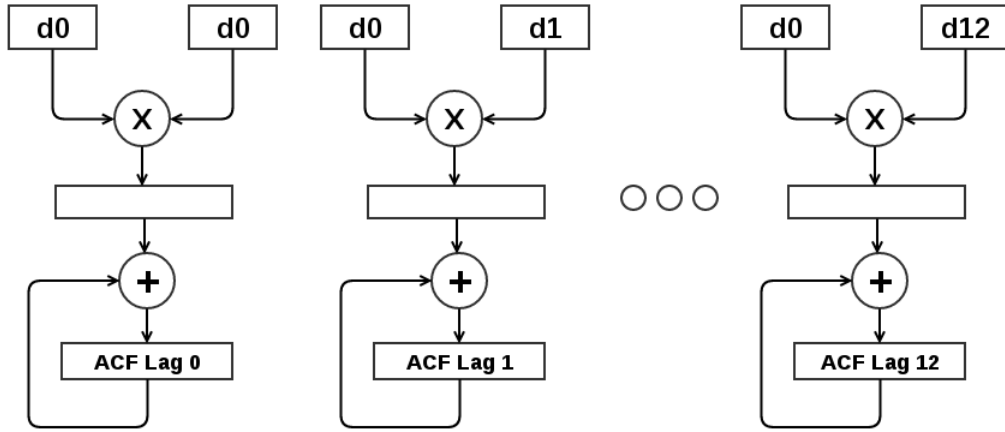 d0 d0 d0 d1 d0 d12
X X X
+ + +
ACF Lag 0 ACF Lag 1 ACF Lag 12